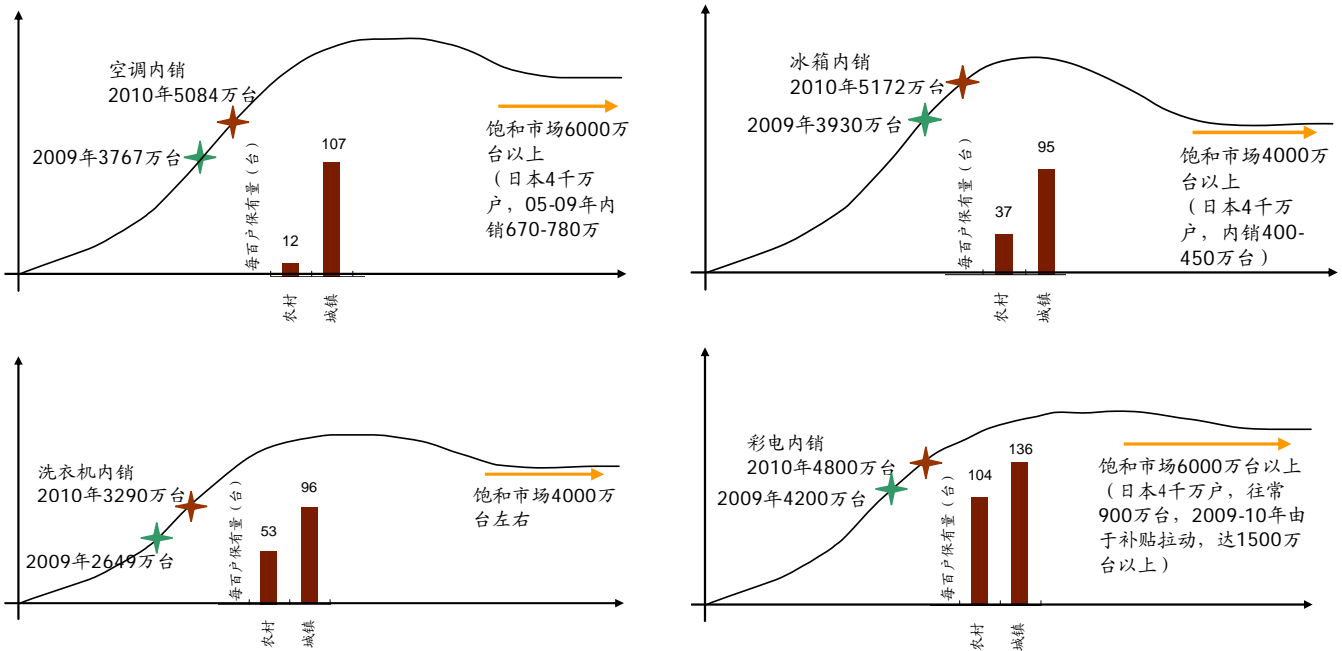 空调内销
2010年5084万台
2009年3767万台
每百户保有量（台）
107
12
农村
城镇
饱和市场6000万
台以上
（日本4千万
户，05-09年内
销670-780万
冰箱内销
2010年5172万台
2009年3930万台
每百户保有量（台）
95
37
农村
城镇
饱和市场4000万
台以上
（日本4千万
户，内销400-
450万台）
洗衣机内销
2010年3290万台
2009年2649万台
每百户保有量（台）
96
53
农村
城镇
饱和市场4000万
台左右
彩电内销
2010年4800万台
2009年4200万台
每百户保有量（台）
136
104
农村
城镇
饱和市场6000万台以上
（日本4千万户，往常
900万台，2009-10年由
于补贴拉动，达1500万
台以上）